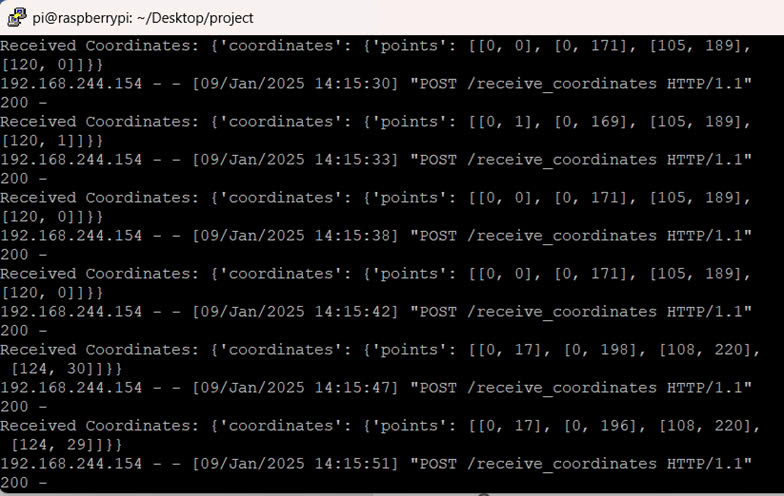 pi@raspberrypi: ~/Desktop/project
Received Coordinates: {'coordinates': {'points': [[0, 0], [0, 171], [105, 189],
[120, 0]]}}
192.168.244.154 - - [09/Jan/2025 14:15:30] "POST /receive_coordinates HTTP/1.1"
200 -
Received Coordinates: {'coordinates': {'points': [[0, 1], [0, 169], [105, 189],
[120, 1]]}}
192.168.244.154 - - [09/Jan/2025 14:15:33] "POST /receive_coordinates HTTP/1.1"
200 -
Received Coordinates: {'coordinates': {'points': [[0, 0], [0, 171], [105, 189],
[120, 0]]}}
192.168.244.154 - - [09/Jan/2025 14:15:38] "POST /receive_coordinates HTTP/1.1"
200 -
Received Coordinates: {'coordinates': {'points': [[0, 0], [0, 171], [105, 189],
[120, 0]]}}
192.168.244.154 - - [09/Jan/2025 14:15:42] "POST /receive_coordinates HTTP/1.1"
200 -
Received Coordinates: {'coordinates': {'points': [[0, 17], [0, 198], [108, 220],
 [124, 30]]}}
192.168.244.154 - - [09/Jan/2025 14:15:47] "POST /receive_coordinates HTTP/1.1"
200 -
Received Coordinates: {'coordinates': {'points': [[0, 17], [0, 196], [108, 220],
 [124, 29]]}}
192.168.244.154 - - [09/Jan/2025 14:15:51] "POST /receive_coordinates HTTP/1.1"
200 -